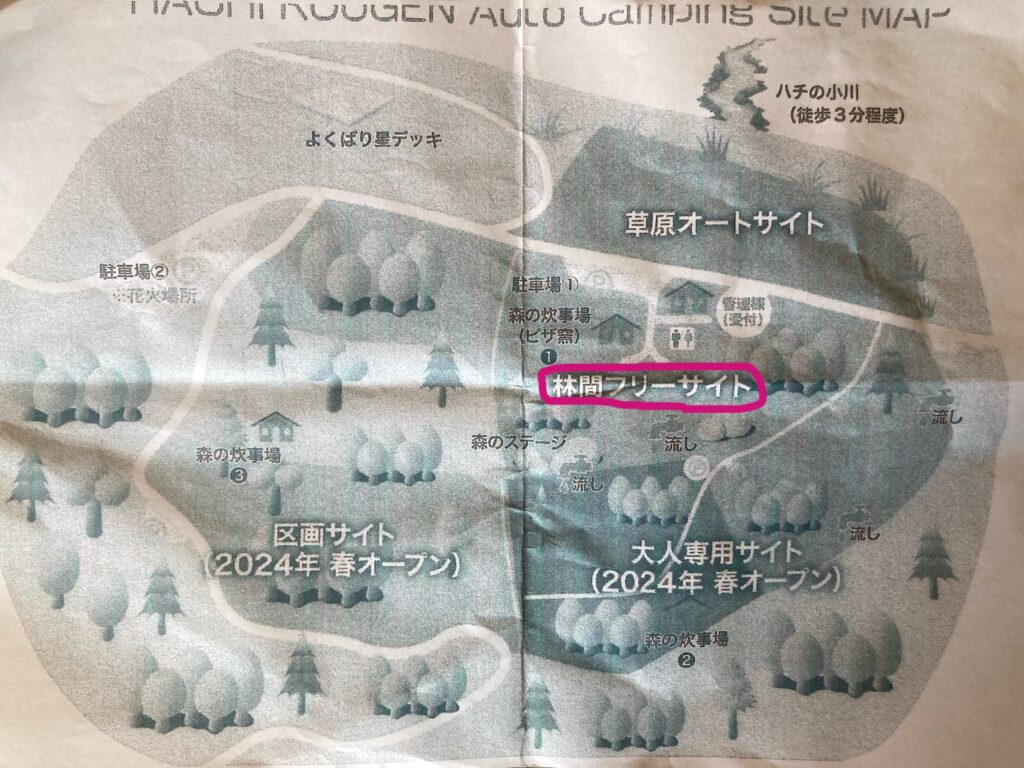 HACHI KOUGEN Auto Camping Site MAP
ハチの小川
(徒歩3分程度)
よくばり星デッキ
草原オートサイト
駐車場②
※花火場所
駐車場①
管理棟
(受付)
森の炊事場
(ピザ窯)
❶
林間フリーサイト
流し
森のステージ
流し
森の炊事場
❸
流し
流し
区画サイト
(2024年 春オープン)
大人専用サイト
(2024年 春オープン)
森の炊事場
❷